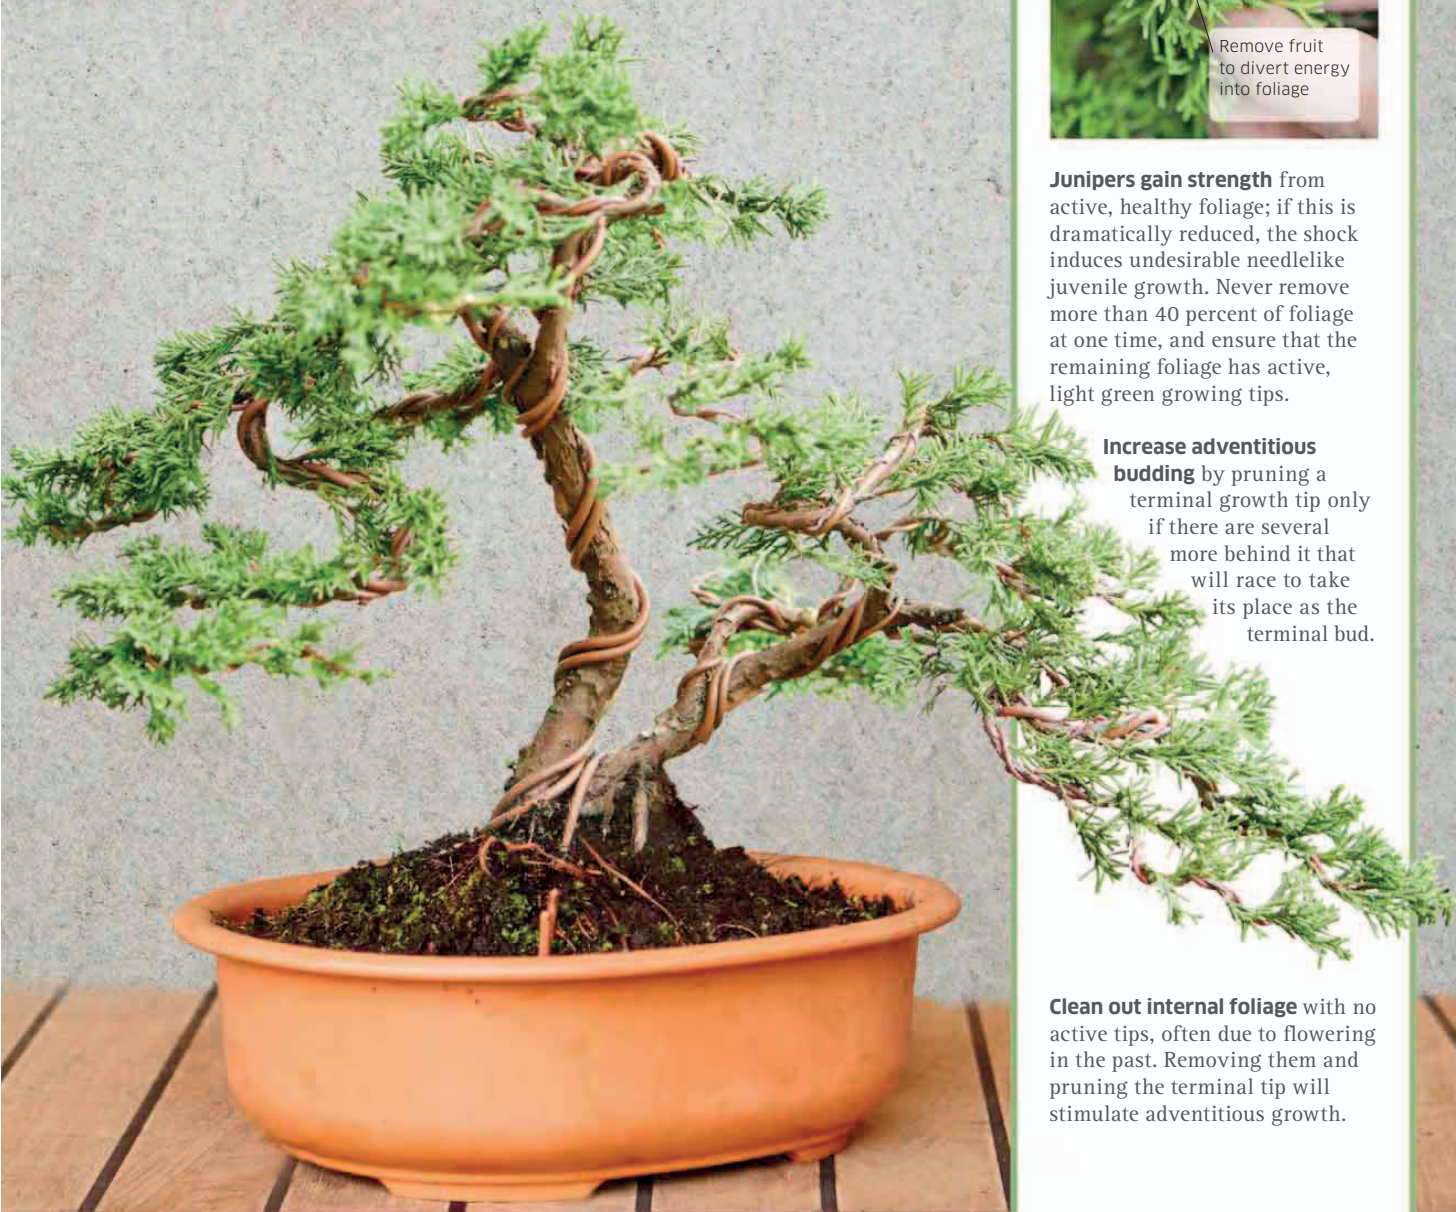 Remove fruit
to divert energy
into foliage
Junipers gain strength from
active, healthy foliage; if this is
dramatically reduced, the shock
induces undesirable needlelike
juvenile growth. Never remove
more than 40 percent of foliage
at one time, and ensure that the
remaining foliage has active,
light green growing tips.
Increase adventitious
budding by pruning a
terminal growth tip only
if there are several
more behind it that
will race to take
its place as the
terminal bud.
Clean out internal foliage with no
active tips, often due to flowering
in the past. Removing them and
pruning the terminal tip will
stimulate adventitious growth.